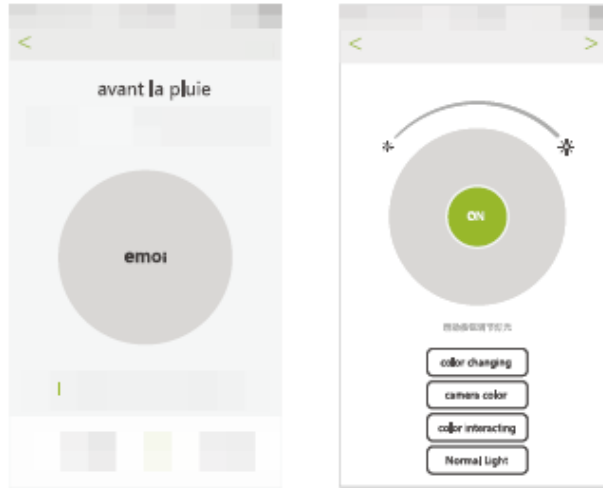 <
avant la pluie
emoi
< >
ON
color changing
camera color
color interacting
Normal Light